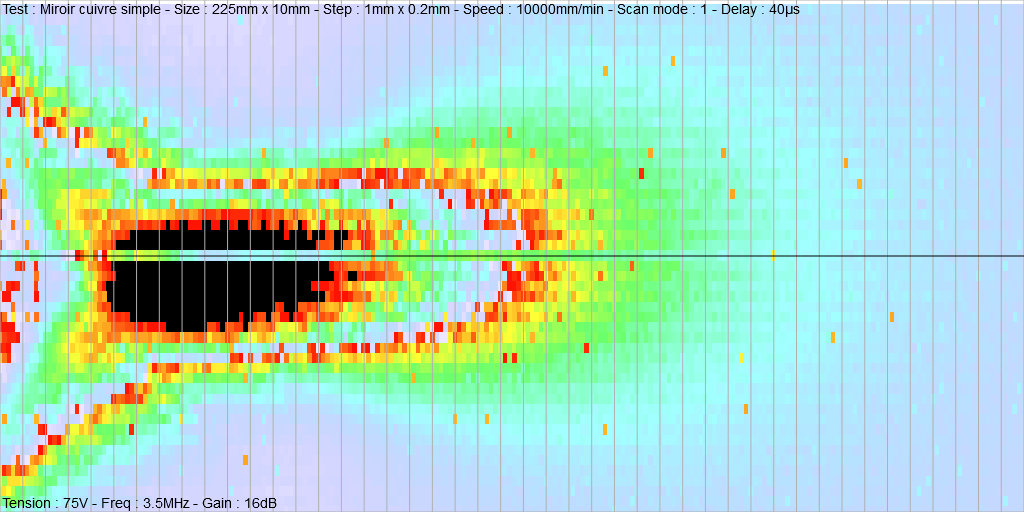 Test : Miroir cuivre simple - Size : 225mm x 10mm - Step : 1mm x 0.2mm - Speed : 10000mm/min - Scan mode : 1 - Delay : 40µs
Tension : 75V - Freq : 3.5MHz - Gain : 16dB